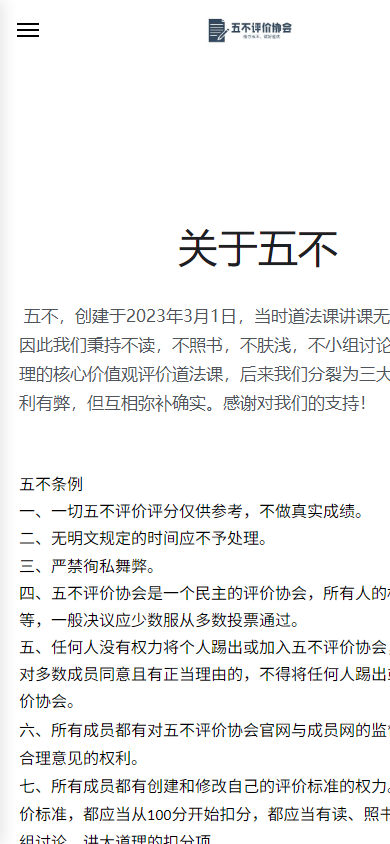 五不评价协会
关于五不
五不，创建于2023年3月1日，当时道法课讲课无
因此我们秉持不读，不照书，不肤浅，不小组讨论
理的核心价值观评价道法课，后来我们分裂为三大
利有弊，但互相弥补确实。感谢对我们的支持！
五不条例
一、一切五不评价评分仅供参考，不做真实成绩。
二、无明文规定的时间应不予处理。
三、严禁徇私舞弊。
四、五不评价协会是一个民主的评价协会，所有人的权
等，一般决议应少数服从多数投票通过。
五、任何人没有权力将个人踢出或加入五不评价协会，
对多数成员同意且有正当理由的，不得将任何人踢出或
价协会。
六、所有成员都有对五不评价协会官网与成员网的监督
合理意见的权利。
七、所有成员都有创建和修改自己的评价标准的权力。
价标准，都应当从100分开始扣分，都应当有读、照书
组讨论、讲大道理的扣分项